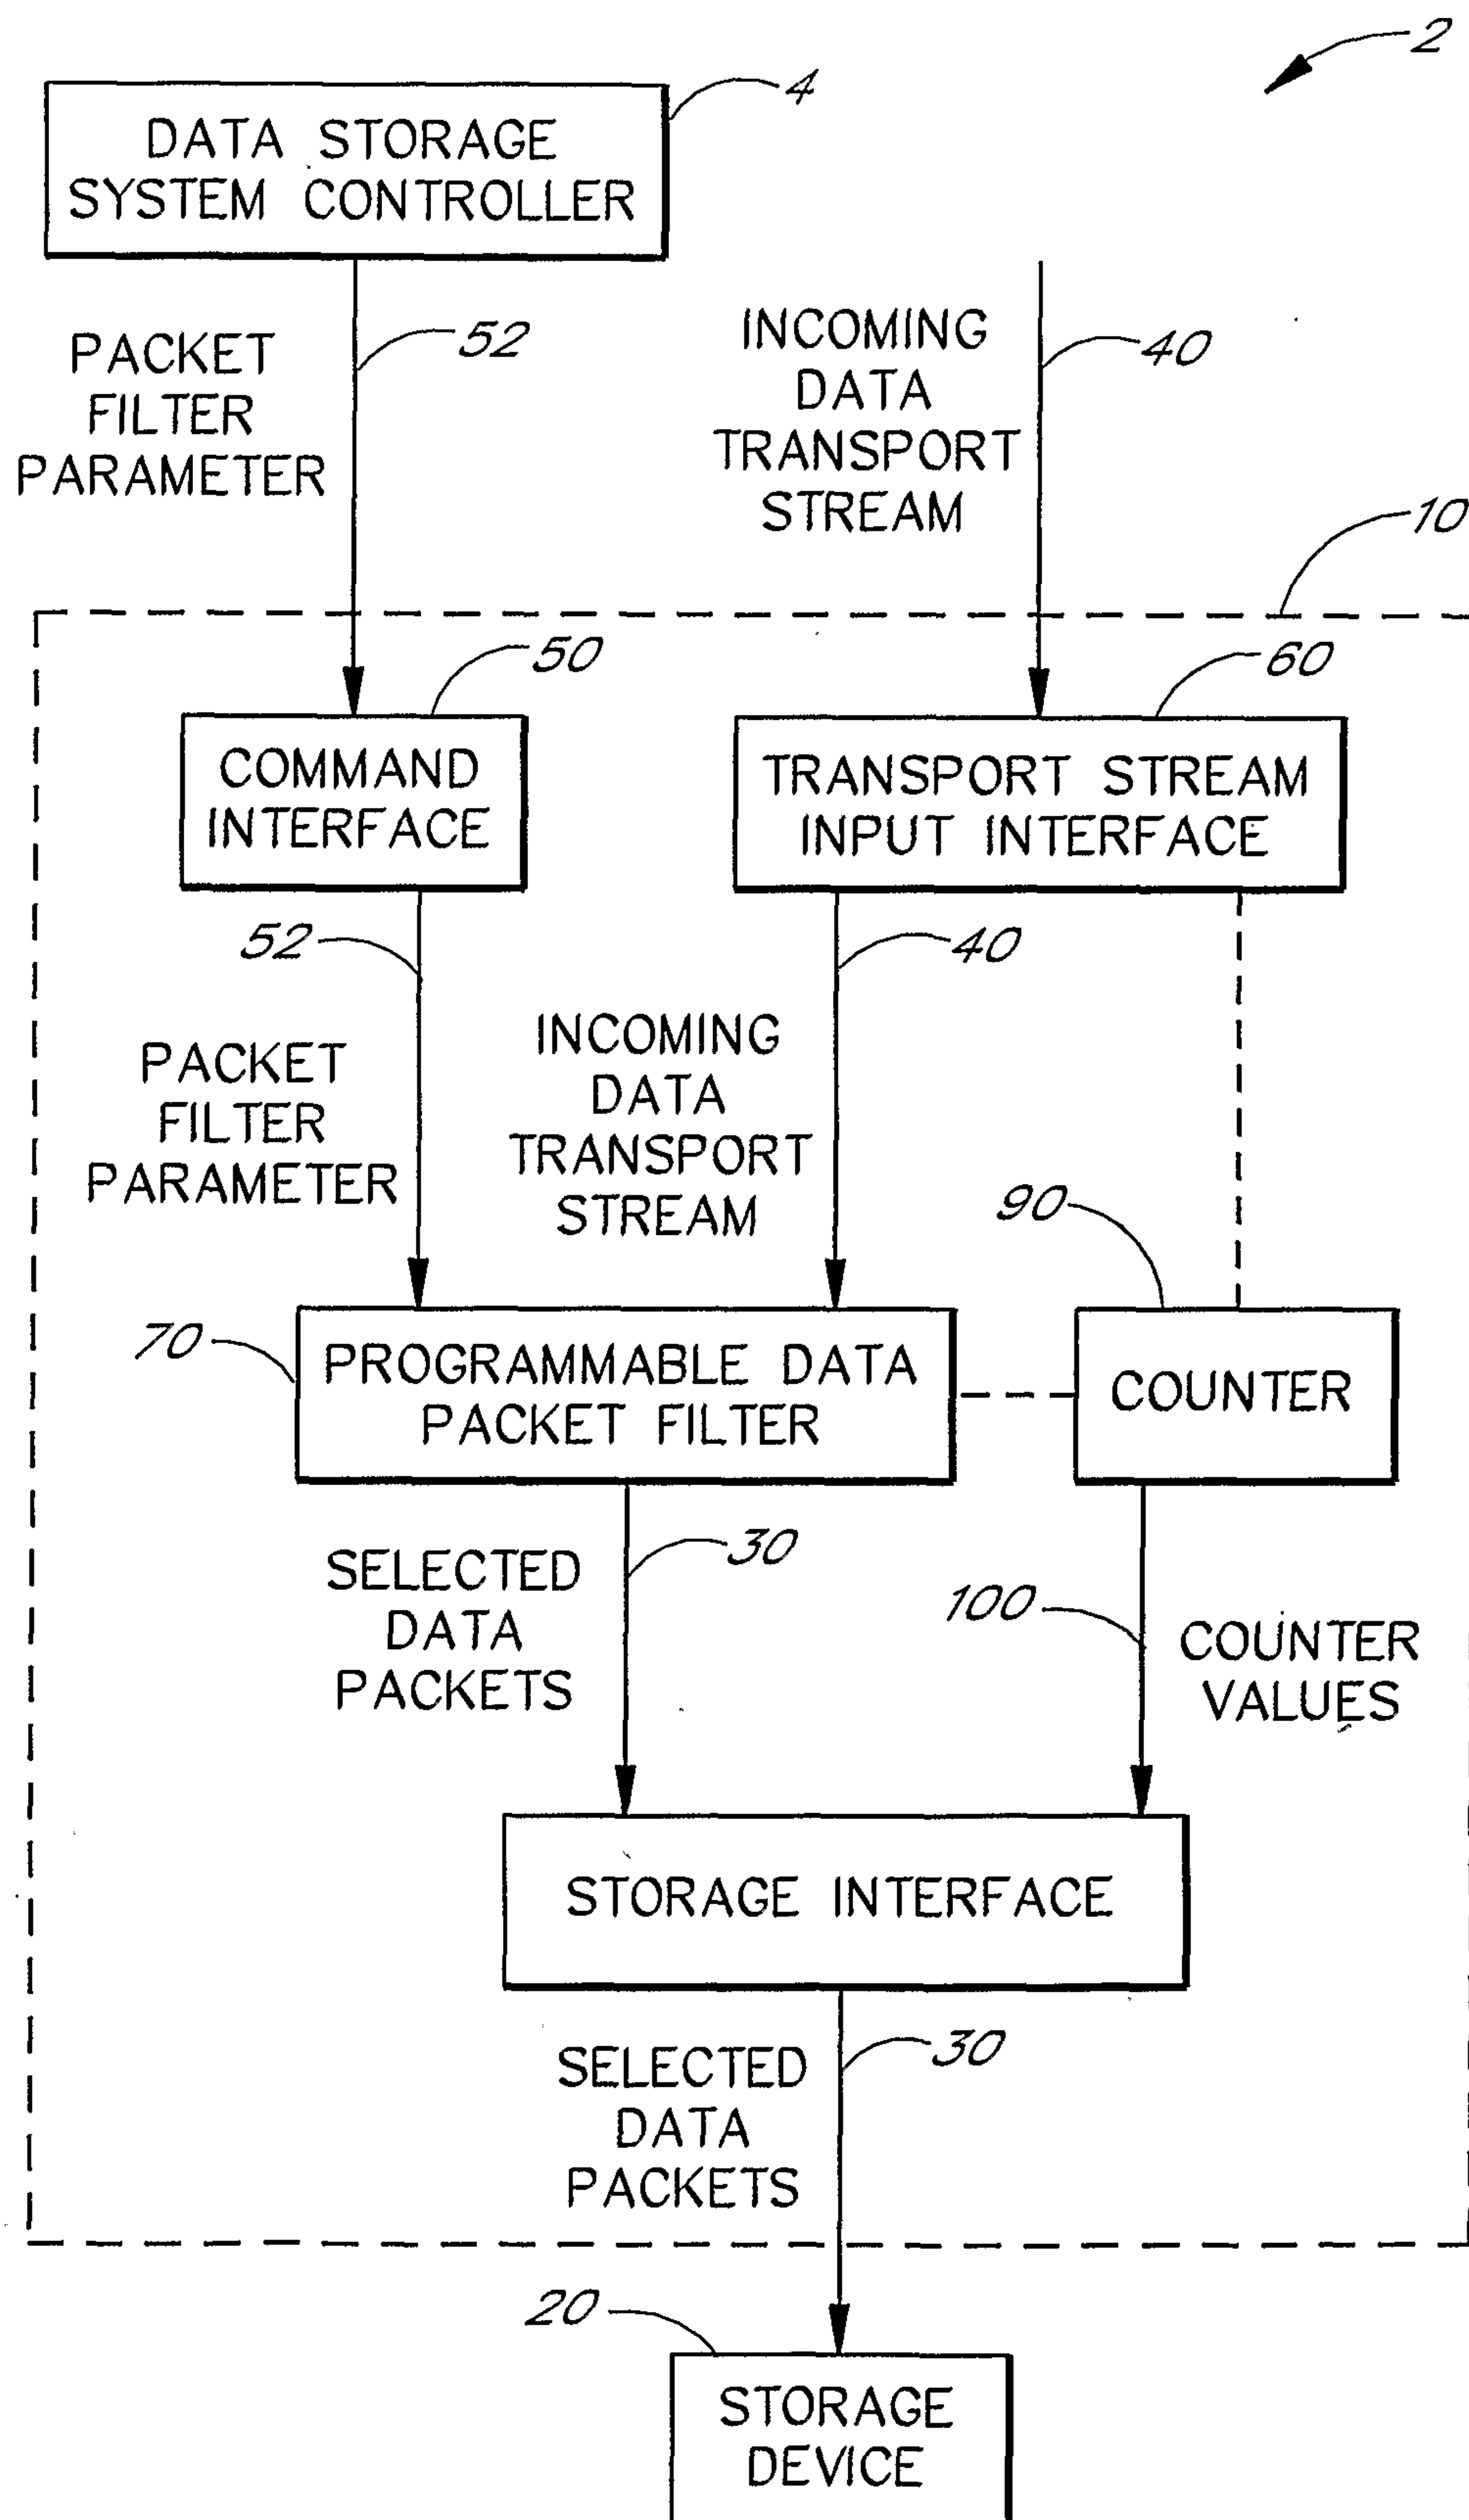 2
4
DATA STORAGE
SYSTEM CONTROLLER
PACKET
FILTER
PARAMETER
52
INCOMING
DATA
TRANSPORT
STREAM
40
10
50
60
COMMAND
INTERFACE
TRANSPORT STREAM
INPUT INTERFACE
52
40
PACKET
FILTER
PARAMETER
INCOMING
DATA
TRANSPORT
STREAM
90
70
PROGRAMMABLE DATA
PACKET FILTER
COUNTER
SELECTED
DATA
PACKETS
30
100
COUNTER
VALUES
STORAGE INTERFACE
SELECTED
DATA
PACKETS
30
20
STORAGE
DEVICE